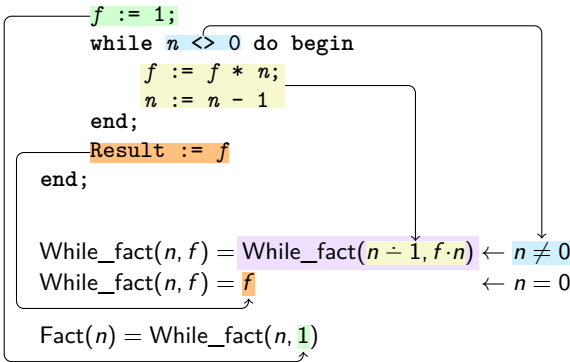 f := 1;
while n <> 0 do begin
f := f * n;
n := n - 1
end;
Result := f
end;
While_fact(n, f) = While_fact(n ∸ 1, f·n) ← n ≠ 0
While_fact(n, f) = f ← n = 0
Fact(n) = While_fact(n, 1)